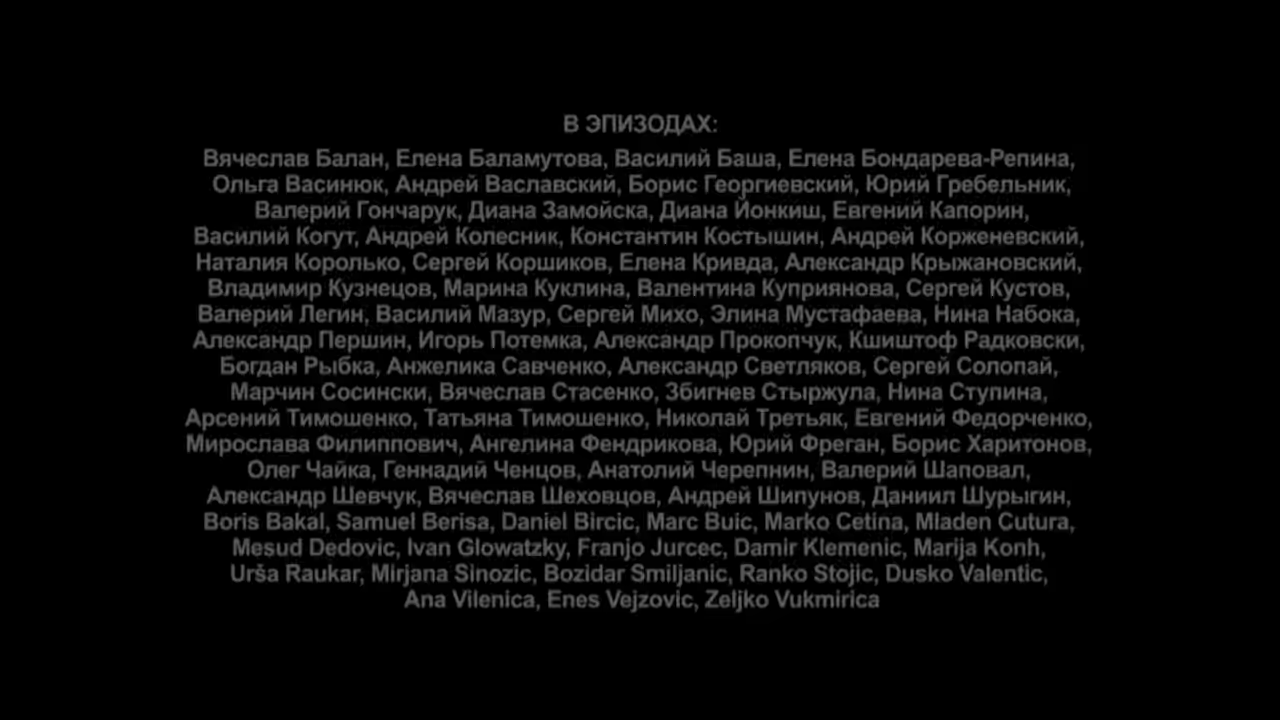 В ЭПИЗОДАХ:
Вячеслав Балан, Елена Баламутова, Василий Баша, Елена Бондарева-Репина,
Ольга Васинюк, Андрей Ваславский, Борис Георгиевский, Юрий Гребельник,
Валерий Гончарук, Диана Замойска, Диана Йонкиш, Евгений Капорин,
Василий Когут, Андрей Колесник, Константин Костышин, Андрей Корженевский,
Наталия Королько, Сергей Коршиков, Елена Кривда, Александр Крыжановский,
Владимир Кузнецов, Марина Куклина, Валентина Куприянова, Сергей Кустов,
Валерий Легин, Василий Мазур, Сергей Михо, Элина Мустафаева, Нина Набока,
Александр Першин, Игорь Потемка, Александр Прокопчук, Кшиштоф Радковски,
Богдан Рыбка, Анжелика Савченко, Александр Светляков, Сергей Солопай,
Марчин Сосински, Вячеслав Стасенко, Збигнев Стыржула, Нина Ступина,
Арсений Тимошенко, Татьяна Тимошенко, Николай Третьяк, Евгений Федорченко,
Мирослава Филиппович, Ангелина Фендрикова, Юрий Фреган, Борис Харитонов,
Олег Чайка, Геннадий Ченцов, Анатолий Черепнин, Валерий Шаповал,
Александр Шевчук, Вячеслав Шеховцов, Андрей Шипунов, Даниил Шурыгин,
Boris Bakal, Samuel Berisa, Daniel Bircic, Marc Buic, Marko Cetina, Mladen Cutura,
Mesud Dedovic, Ivan Glowatzky, Franjo Jurcec, Damir Klemenic, Marija Konh,
Urša Raukar, Mirjana Sinozic, Bozidar Smiljanic, Ranko Stojic, Dusko Valentic,
Ana Vilenica, Enes Vejzovic, Zeljko Vukmirica